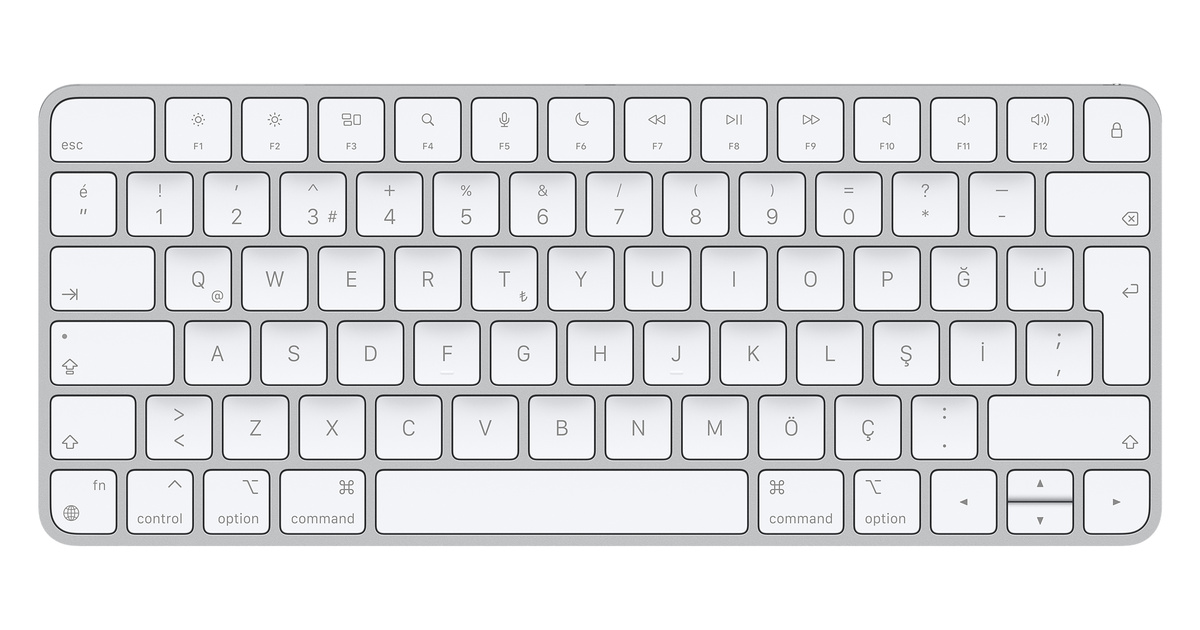 esc F1 F2 F3 F4 F5 F6 F7 F8 F9 F10 F11 F12
é ! ' ^ + % & / ( ) = ? —
" 1 2 3 # 4 5 6 7 8 9 0 * -
Q @ W E R T ₺ Y U I O P Ğ Ü
A S D F G H J K L Ş İ ; ,
> < Z X C V B N M Ö Ç : .
fn control option command command option